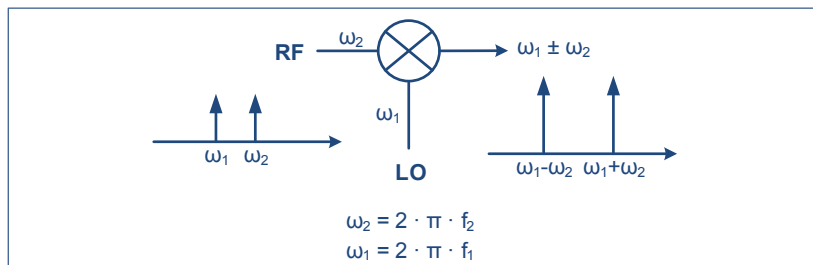 ω₂
RF
ω₁ ± ω₂
ω₁
ω₁ ω₂
ω₁-ω₂ ω₁+ω₂
LO
ω₂ = 2 · π · f₂
ω₁ = 2 · π · f₁